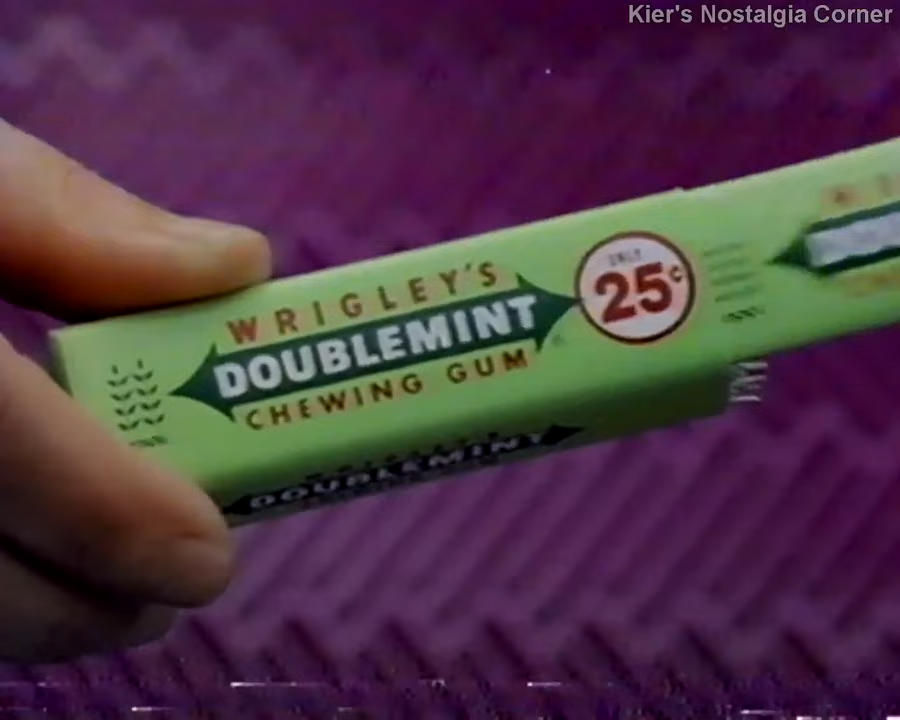 Kier's Nostalgia Corner
WRIGLEY'S
DOUBLEMINT
CHEWING GUM
ONLY
25¢
DOUBLEMINT